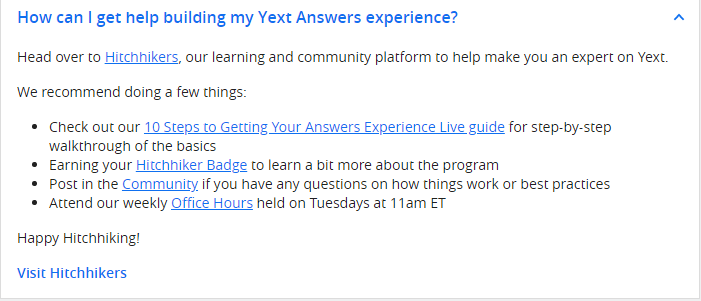 How can I get help building my Yext Answers experience?
Head over to Hitchhikers, our learning and community platform to help make you an expert on Yext.
We recommend doing a few things:
• Check out our 10 Steps to Getting Your Answers Experience Live guide for step-by-step
walkthrough of the basics
• Earning your Hitchhiker Badge to learn a bit more about the program
• Post in the Community if you have any questions on how things work or best practices
• Attend our weekly Office Hours held on Tuesdays at 11am ET
Happy Hitchhiking!
Visit Hitchhikers